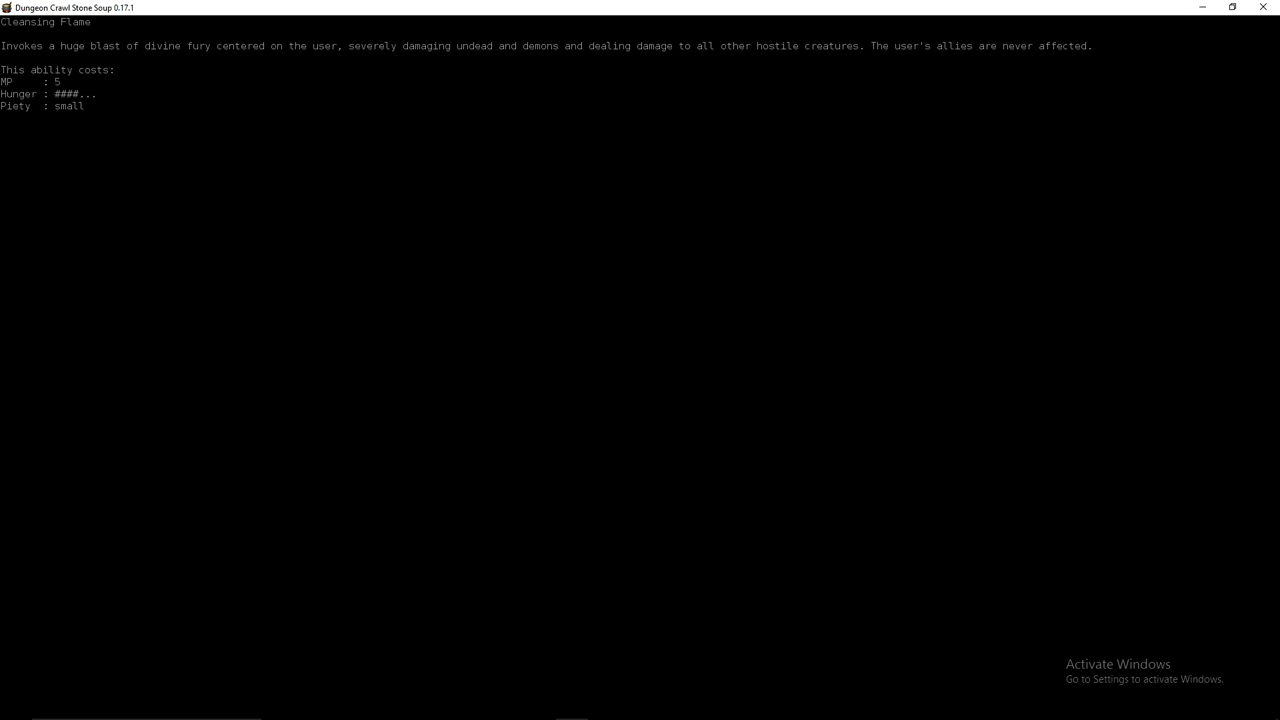 Dungeon Crawl Stone Soup 0.17.1
Cleansing Flame
Invokes a huge blast of divine fury centered on the user, severely damaging undead and demons and dealing damage to all other hostile creatures. The user's allies are never affected.
This ability costs:
MP     : 5
Hunger : ####...
Piety  : small
Activate Windows
Go to Settings to activate Windows.